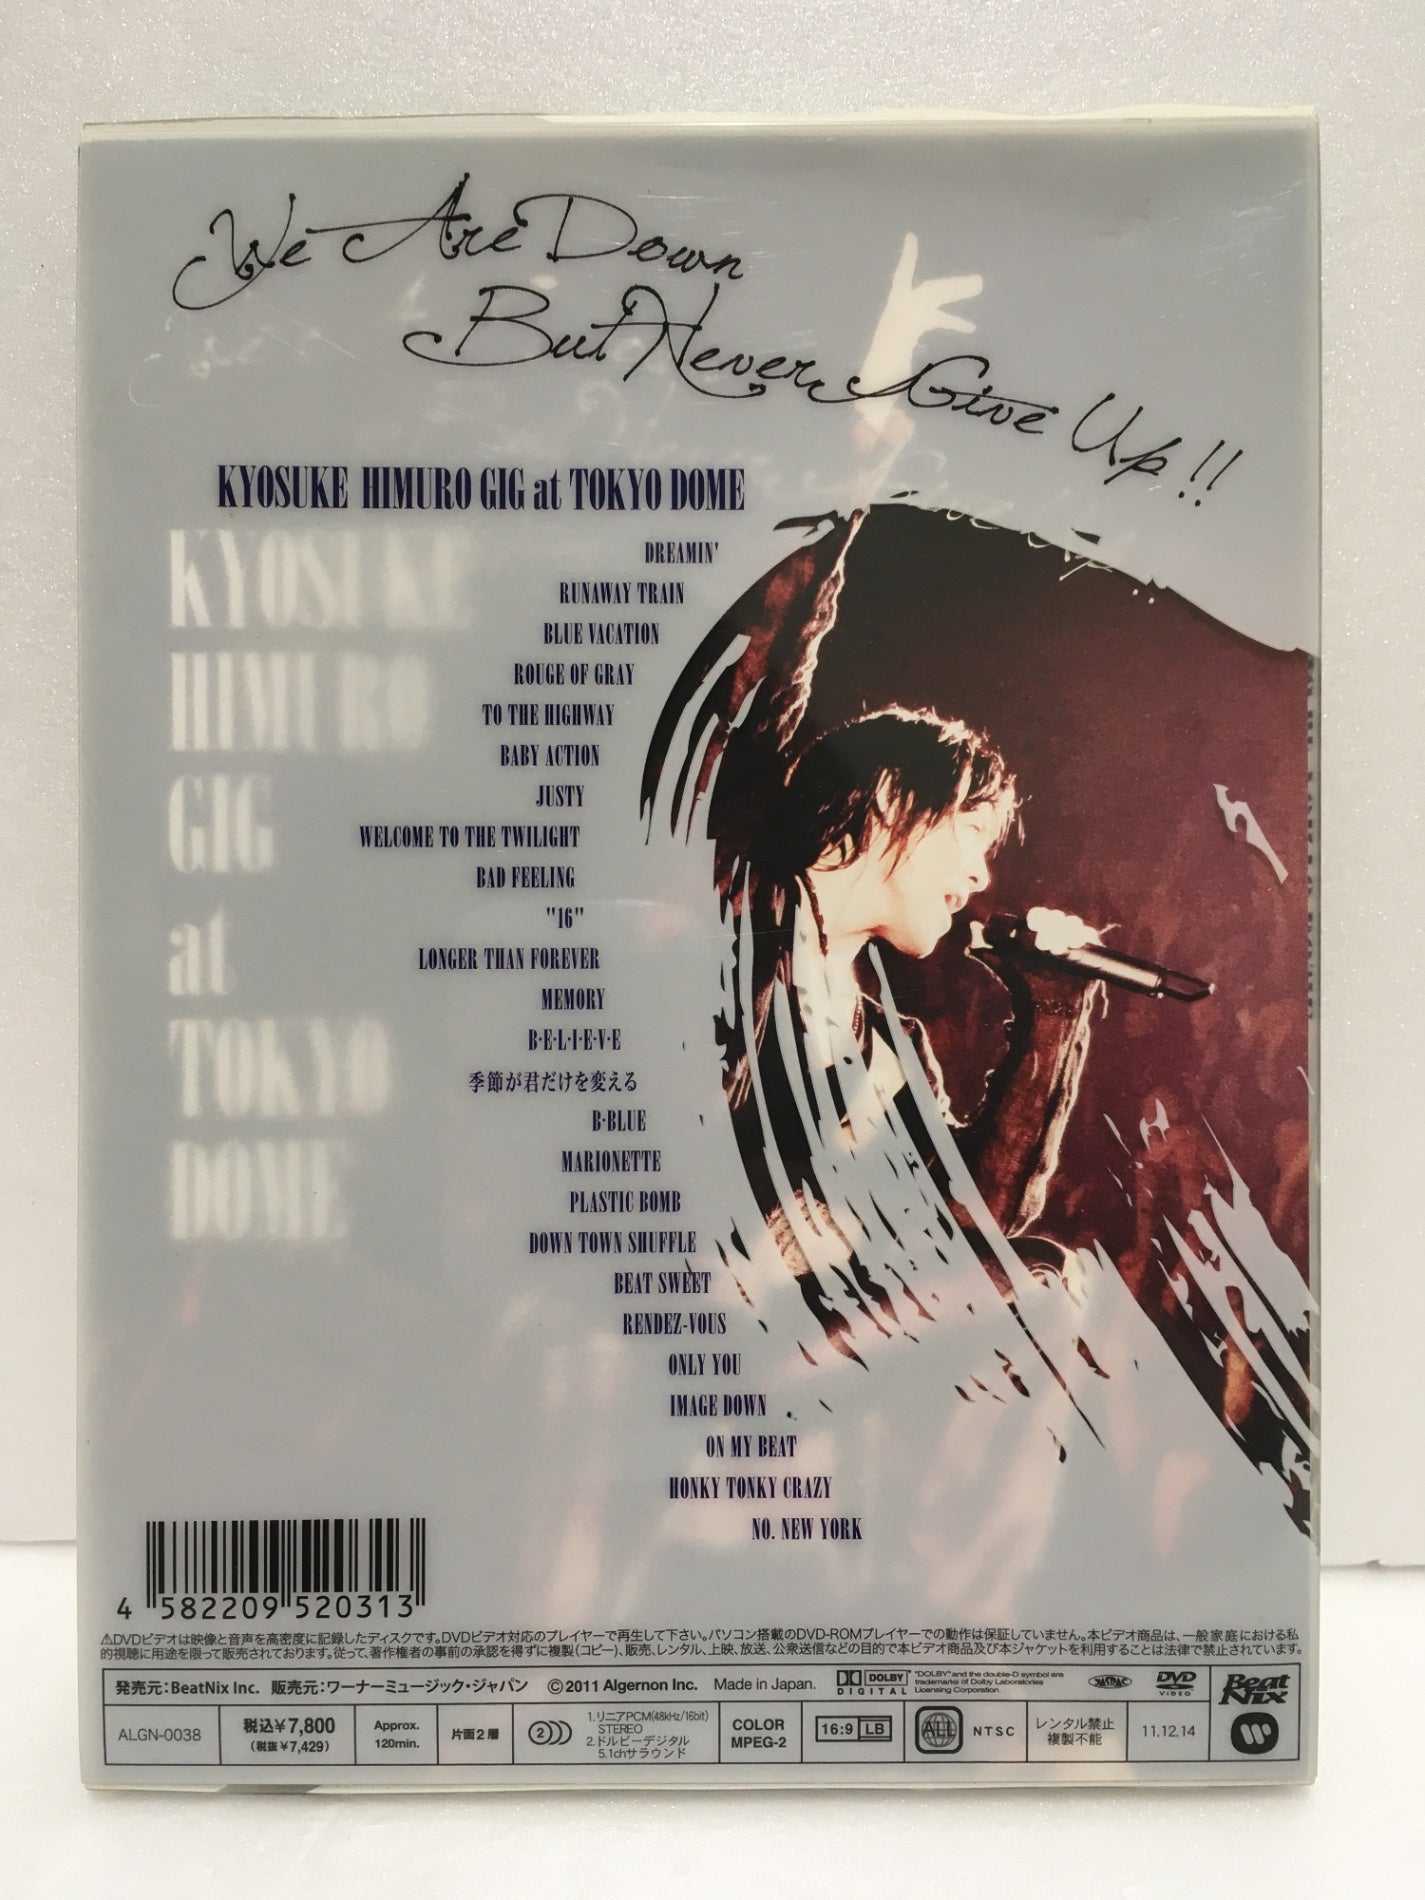 We Are Down
But Never Give Up!!
KYOSUKE HIMURO GIG at TOKYO DOME
KYOSUKE
HIMURO
GIG
at
TOKYO
DOME
DREAMIN'
RUNAWAY TRAIN
BLUE VACATION
ROUGE OF GRAY
TO THE HIGHWAY
BABY ACTION
JUSTY
WELCOME TO THE TWILIGHT
BAD FEELING
"16"
LONGER THAN FOREVER
MEMORY
B·E·L·I·E·V·E
季節が君だけを変える
B·BLUE
MARIONETTE
PLASTIC BOMB
DOWN TOWN SHUFFLE
BEAT SWEET
RENDEZ-VOUS
ONLY YOU
IMAGE DOWN
ON MY BEAT
HONKY TONKY CRAZY
NO. NEW YORK
4 582209 520313
⚠DVDビデオは映像と音声を高密度に記録したディスクです。DVDビデオ対応のプレイヤーで再生して下さい。パソコン搭載のDVD-ROMプレイヤーでの動作は保証していません。本ビデオ商品は、一般家庭における私
的視聴に用途を限って販売されております。従って、著作権者の事前の承認を得ずに複製(コピー)、販売、レンタル、上映、放送、公衆送信などの目的で本ビデオ商品及び本ジャケットを利用することは法律で禁止されています。
発売元:BeatNix Inc. 販売元:ワーナーミュージック・ジャパン ©2011 Algernon Inc. Made in Japan.
DOLBY
DIGITAL
"DOLBY" and the double-D symbol are
trademarks of Dolby Laboratories
Licensing Corporation.
DVD
VIDEO
Beat
Nix
ALGN-0038
税込¥7,800
(税抜¥7,429)
Approx.
120min.
片面2層
2
1.リニアPCM(48kHz/16bit)
STEREO
2.ドルビーデジタル
5.1chサラウンド
COLOR
MPEG-2
16:9 LB
ALL
NTSC
レンタル禁止
複製不能
11.12.14